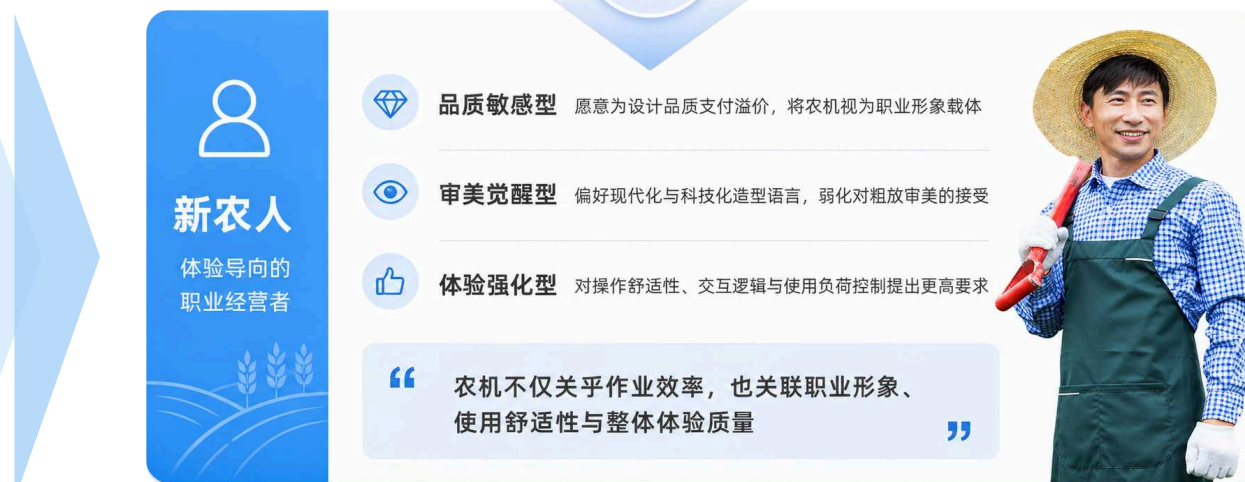 新农人
体验导向的
职业经营者
品质敏感型 愿意为设计品质支付溢价，将农机视为职业形象载体
审美觉醒型 偏好现代化与科技化造型语言，弱化对粗放审美的接受
体验强化型 对操作舒适性、交互逻辑与使用负荷控制提出更高要求
“农机不仅关乎作业效率，也关联职业形象、
使用舒适性与整体体验质量”